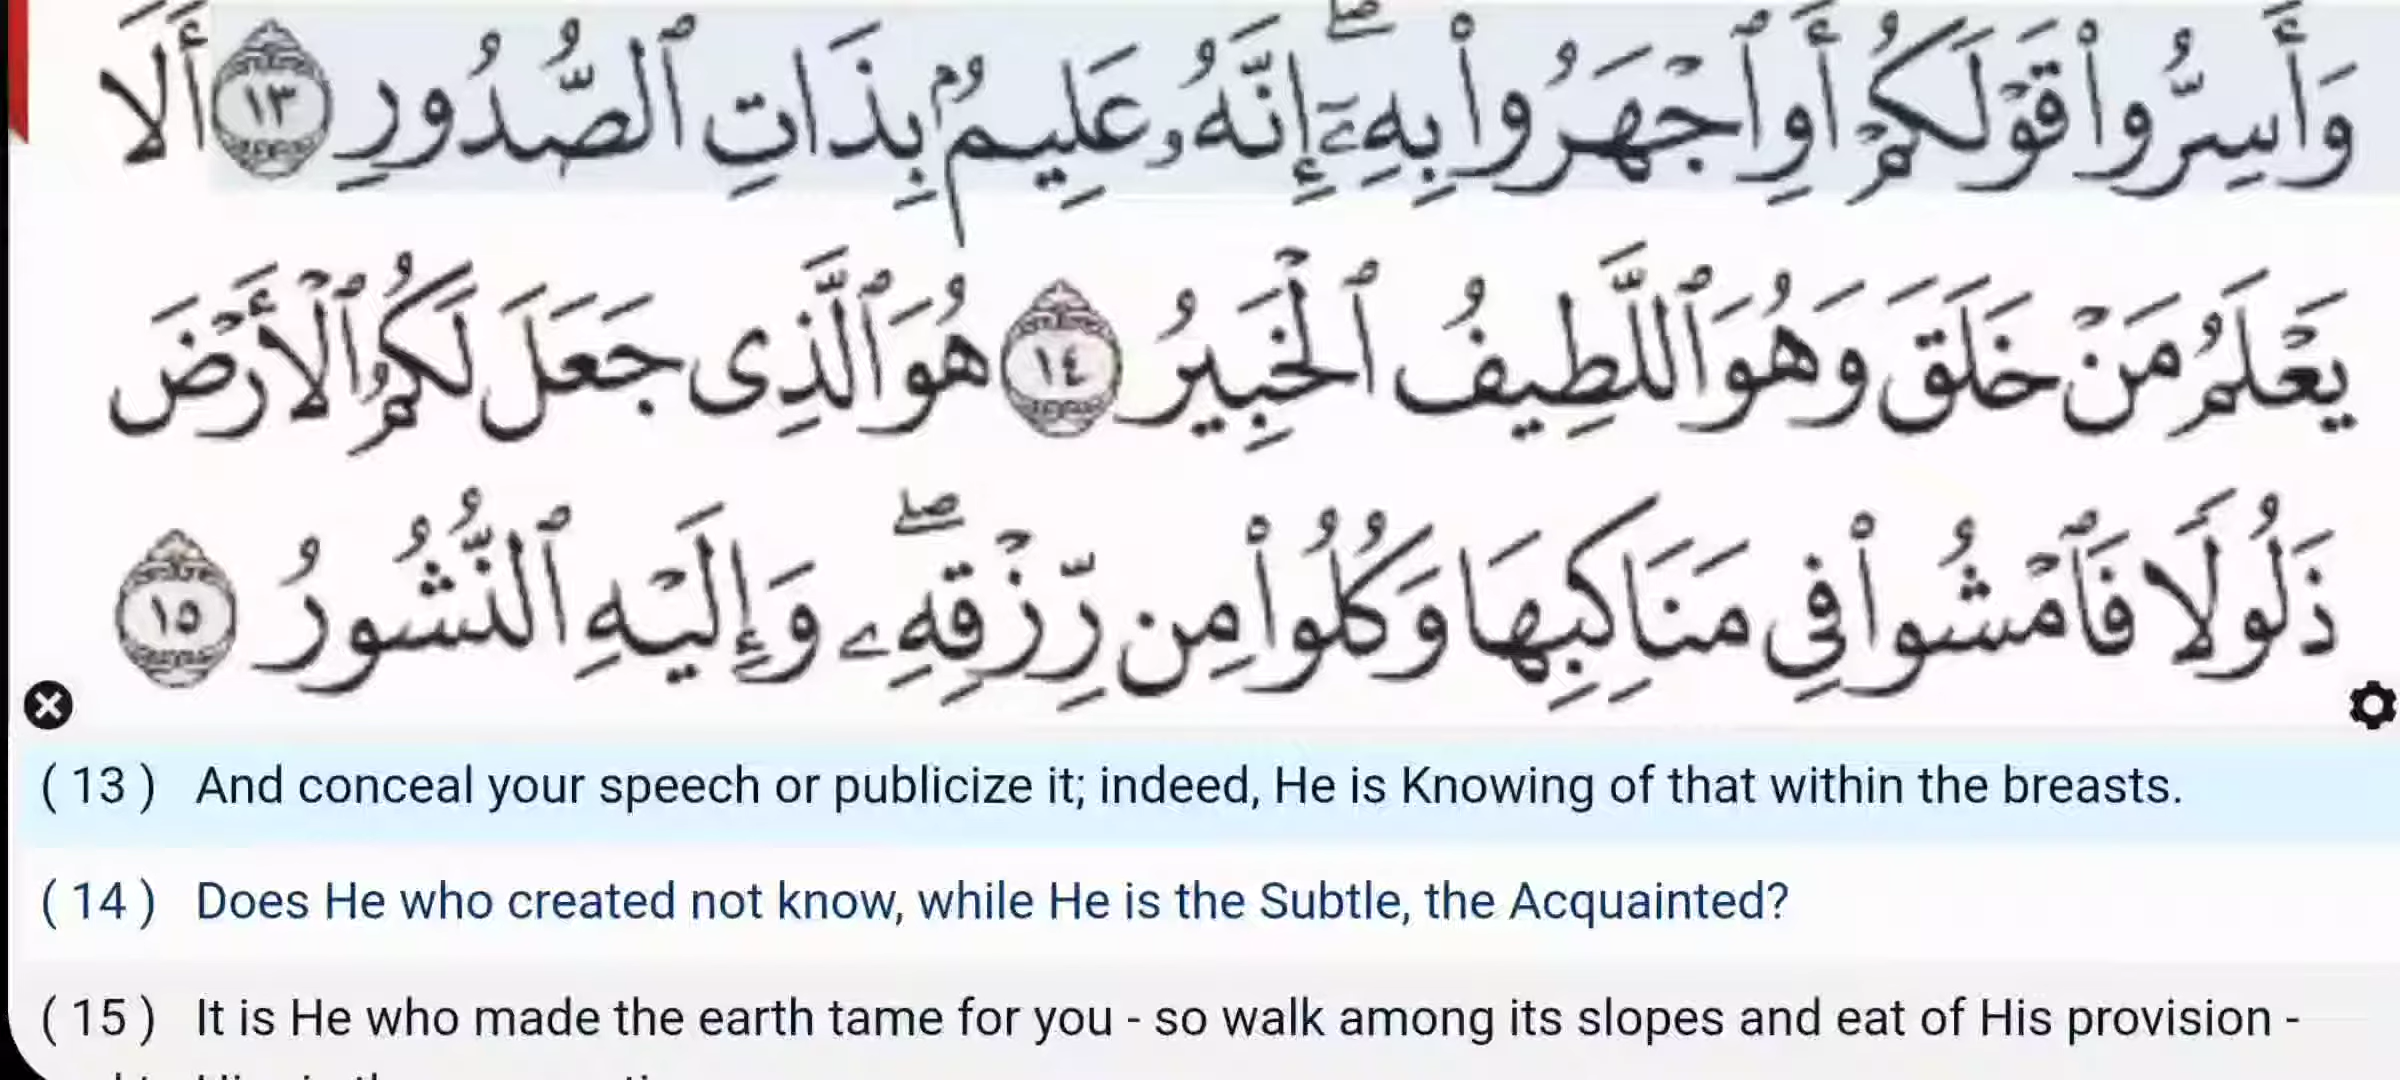 وَأَسِرُّوا۟ قَوْلَكُمْ أَوِ ٱجْهَرُوا۟ بِهِۦٓ ۖ إِنَّهُۥ عَلِيمٌۢ بِذَاتِ ٱلصُّدُورِ ١٣ أَلَا
يَعْلَمُ مَنْ خَلَقَ وَهُوَ ٱللَّطِيفُ ٱلْخَبِيرُ ١٤ هُوَ ٱلَّذِى جَعَلَ لَكُمُ ٱلْأَرْضَ
ذَلُولًا فَٱمْشُوا۟ فِى مَنَاكِبِهَا وَكُلُوا۟ مِن رِّزْقِهِۦ ۖ وَإِلَيْهِ ٱلنُّشُورُ ١٥
( 13 ) And conceal your speech or publicize it; indeed, He is Knowing of that within the breasts.
( 14 ) Does He who created not know, while He is the Subtle, the Acquainted?
( 15 ) It is He who made the earth tame for you - so walk among its slopes and eat of His provision -